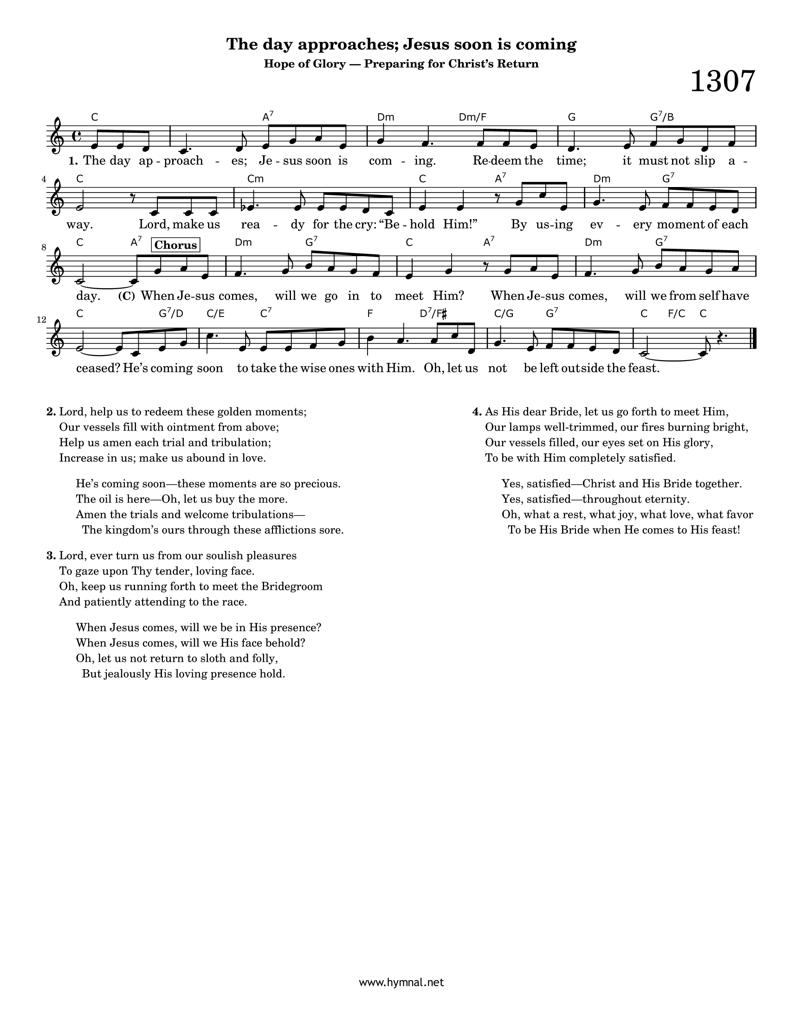 The day approaches; Jesus soon is coming
Hope of Glory — Preparing for Christ's Return
1307
C A7 Dm Dm/F G G7/B
1. The day ap - proach - es; Je - sus soon is com - ing. Re-deem the time; it must not slip a -
4 C Cm C A7 Dm G7
way. Lord, make us rea - dy for the cry: “Be - hold Him!” By us-ing ev - ery moment of each
8 C A7 Chorus Dm G7 C A7 Dm G7
day. (C) When Je-sus comes, will we go in to meet Him? When Je-sus comes, will we from self have
12 C G7/D C/E C7 F D7/F♯ C/G G7 C F/C C
ceased? He's coming soon to take the wise ones with Him. Oh, let us not be left outside the feast.
2. Lord, help us to redeem these golden moments;
Our vessels fill with ointment from above;
Help us amen each trial and tribulation;
Increase in us; make us abound in love.
He's coming soon—these moments are so precious.
The oil is here—Oh, let us buy the more.
Amen the trials and welcome tribulations—
The kingdom's ours through these afflictions sore.
3. Lord, ever turn us from our soulish pleasures
To gaze upon Thy tender, loving face.
Oh, keep us running forth to meet the Bridegroom
And patiently attending to the race.
When Jesus comes, will we be in His presence?
When Jesus comes, will we His face behold?
Oh, let us not return to sloth and folly,
But jealously His loving presence hold.
4. As His dear Bride, let us go forth to meet Him,
Our lamps well-trimmed, our fires burning bright,
Our vessels filled, our eyes set on His glory,
To be with Him completely satisfied.
Yes, satisfied—Christ and His Bride together.
Yes, satisfied—throughout eternity.
Oh, what a rest, what joy, what love, what favor
To be His Bride when He comes to His feast!
www.hymnal.net